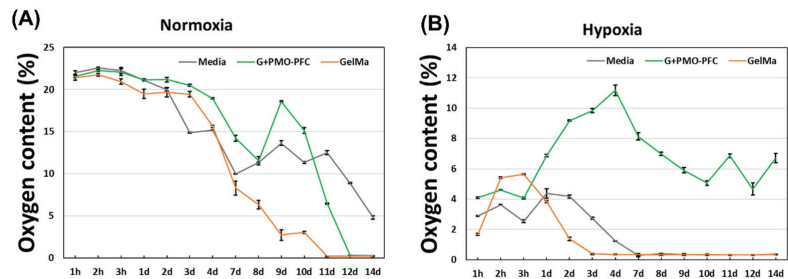 (A)
Normoxia
Media G+PMO-PFC GelMa
Oxygen content (%)
25
20
15
10
5
0
1h 2h 3h 1d 2d 3d 4d 7d 8d 9d 10d 11d 12d 14d
(B)
Hypoxia
Media G+PMO-PFC GelMa
Oxygen content (%)
14
12
10
8
6
4
2
0
1h 2h 3h 1d 2d 3d 4d 7d 8d 9d 10d 11d 12d 14d